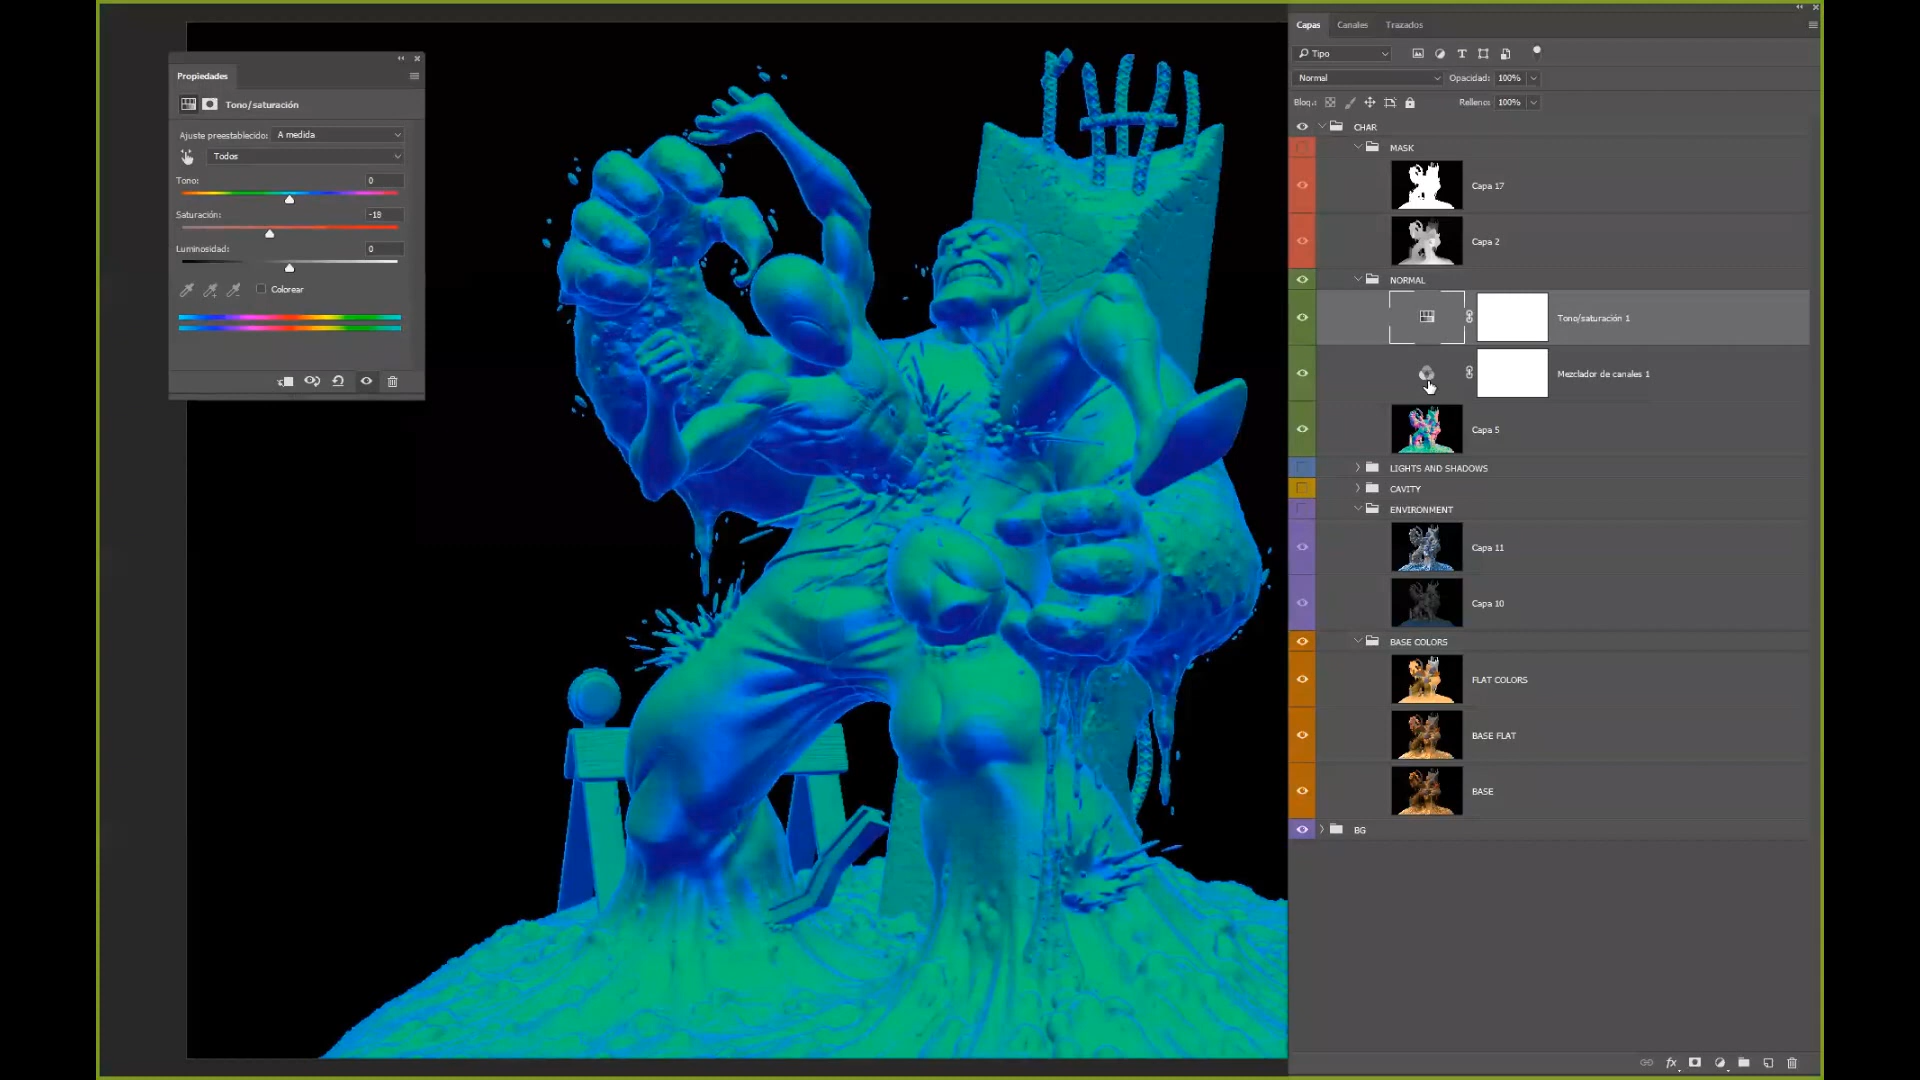 Propiedades
Tono/saturación
Ajuste preestablecido: A medida
Todos
Tono: 0
Saturación: -18
Luminosidad: 0
Colorear
Capas Canales Trazados
Tipo
Normal Opacidad: 100%
Bloq.: Relleno: 100%
CHAR
MASK
Capa 17
Capa 2
NORMAL
Tono/saturación 1
Mezclador de canales 1
Capa 5
LIGHTS AND SHADOWS
CAVITY
ENVIRONMENT
Capa 11
Capa 10
BASE COLORS
FLAT COLORS
BASE FLAT
BASE
BG
fx